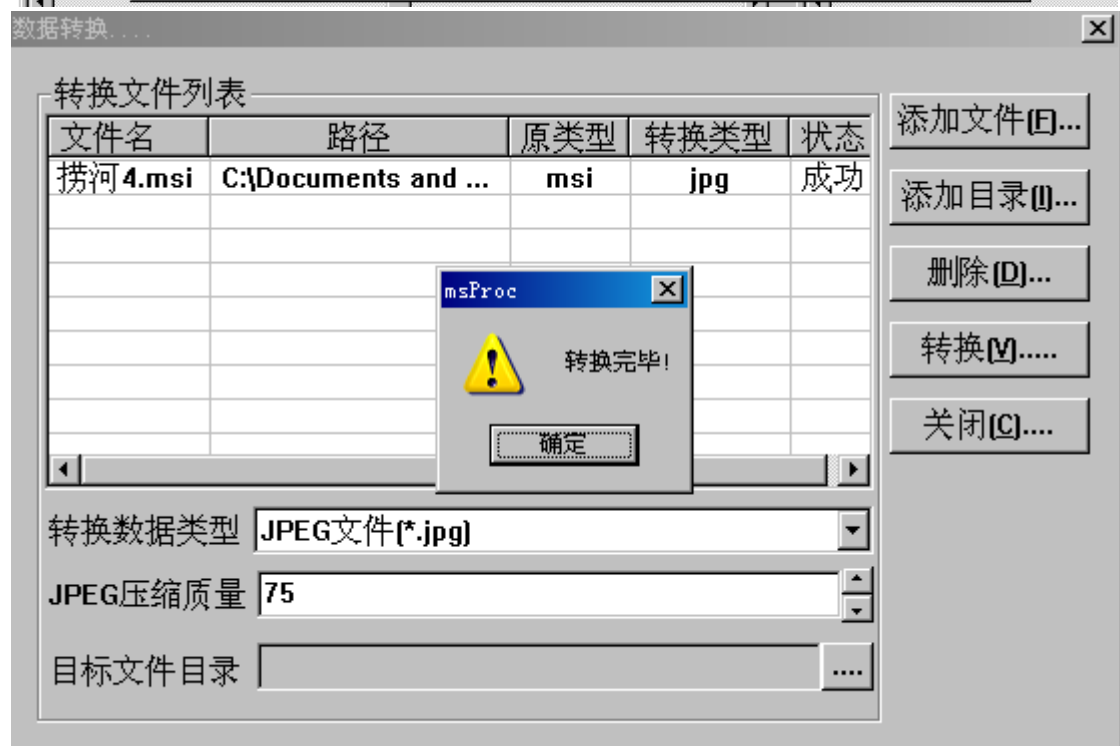 数据转换....
转换文件列表
文件名 路径 原类型 转换类型 状态
捞河4.msi C:\Documents and ... msi jpg 成功
添加文件(F)...
添加目录(I)...
删除(D)...
转换(V).....
关闭(C)....
msProc
转换完毕!
确定
转换数据类型 JPEG文件(*.jpg)
JPEG压缩质量 75
目标文件目录 ....